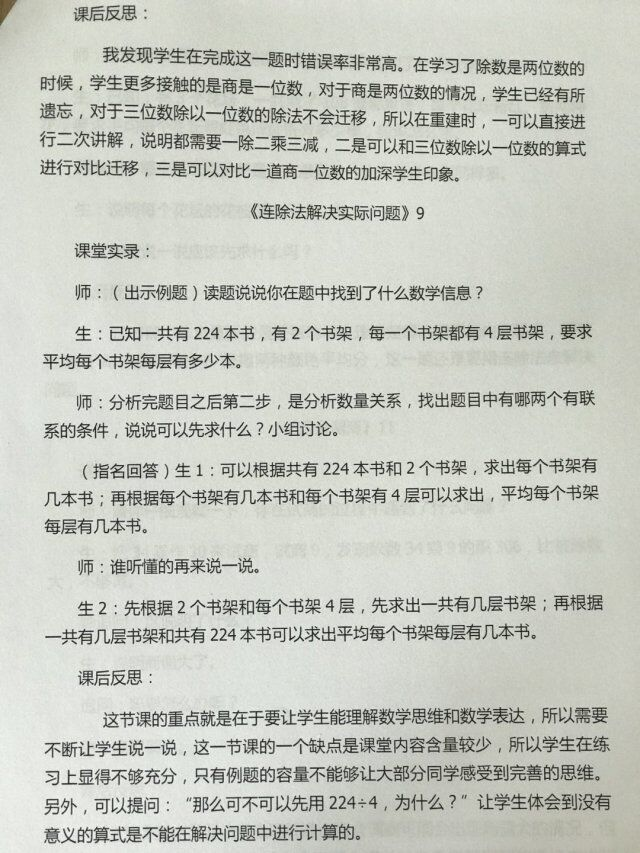 课后反思：
我发现学生在完成这一题时错误率非常高。在学习了除数是两位数的
时候，学生更多接触的是商是一位数，对于商是两位数的情况，学生已经有所
遗忘，对于三位数除以一位数的除法不会迁移，所以在重建时，一可以直接进
行二次讲解，说明都需要一除二乘三减，二是可以和三位数除以一位数的算式
进行对比迁移，三是可以对比一道商一位数的加深学生印象。
《连除法解决实际问题》9
课堂实录：
师：（出示例题）读题说说你在题中找到了什么数学信息？
生：已知一共有 224 本书，有 2 个书架，每一个书架都有 4 层书架，要求
平均每个书架每层有多少本。
师：分析完题目之后第二步，是分析数量关系，找出题目中有哪两个有联
系的条件，说说可以先求什么？小组讨论。
（指名回答）生 1：可以根据共有 224 本书和 2 个书架，求出每个书架有
几本书；再根据每个书架有几本书和每个书架有 4 层可以求出，平均每个书架
每层有几本书。
师：谁听懂的再来说一说。
生 2：先根据 2 个书架和每个书架 4 层，先求出一共有几层书架；再根据
一共有几层书架和共有 224 本书可以求出平均每个书架每层有几本书。
课后反思：
这节课的重点就是在于要让学生能理解数学思维和数学表达，所以需要
不断让学生说一说，这一节课的一个缺点是课堂内容含量较少，所以学生在练
习上显得不够充分，只有例题的容量不能够让大部分同学感受到完善的思维。
另外，可以提问：“那么可不可以先用 224÷4，为什么？”让学生体会到没有
意义的算式是不能在解决问题中进行计算的。